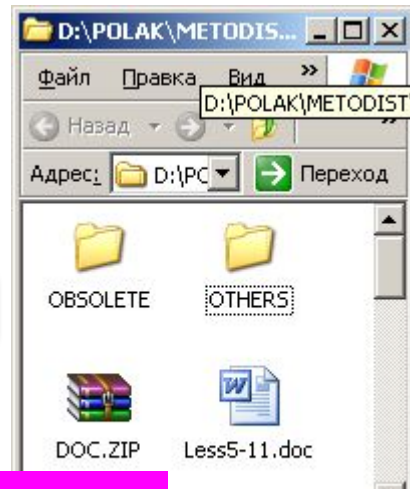 D:\POLAK\METODIS...
Файл Правка Вид »
D:\POLAK\METODIST
Назад »
Адрес: D:\PC Переход
OBSOLETE OTHERS
DOC.ZIP Less5-11.doc